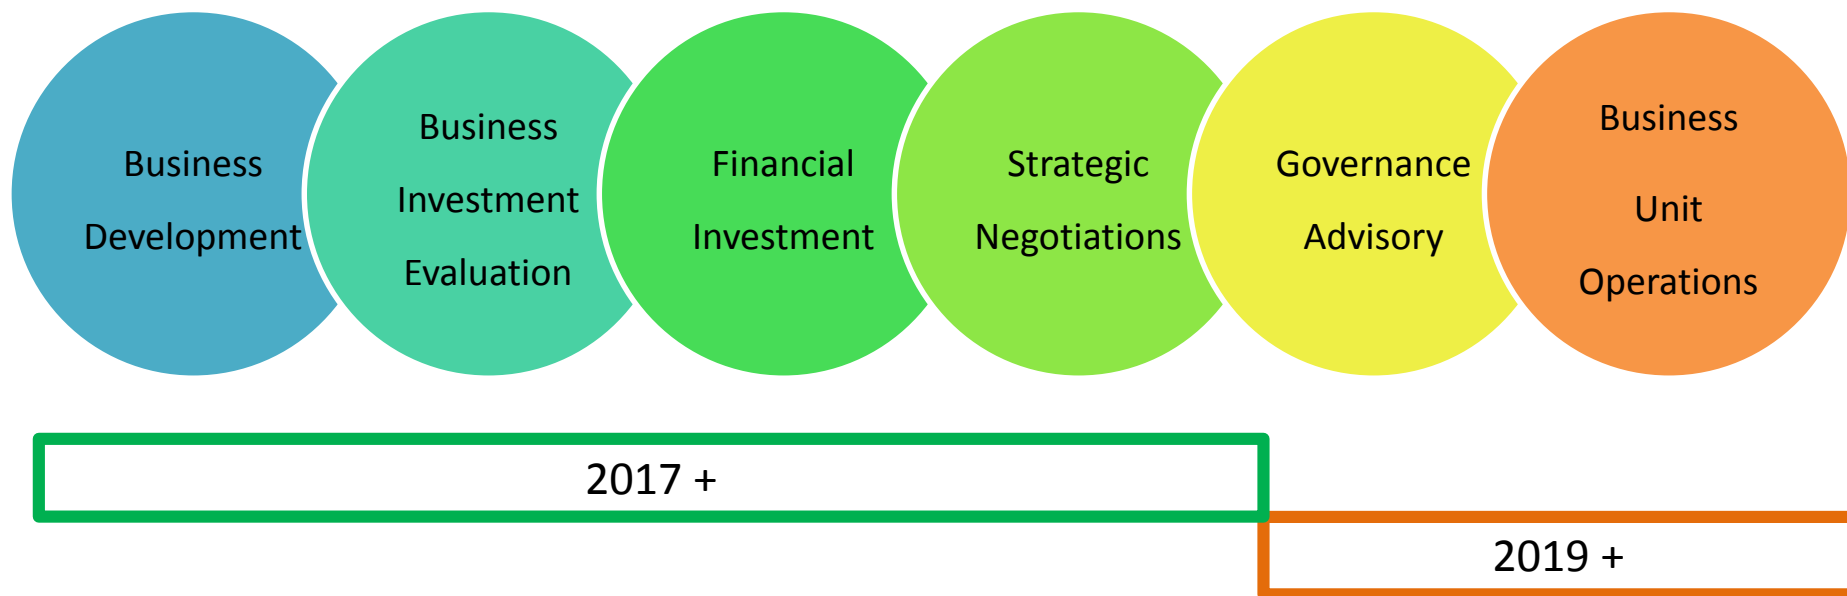 Business
Development
Business
Investment
Evaluation
Financial
Investment
Strategic
Negotiations
Governance
Advisory
Business
Unit
Operations
2017 +
2019 +